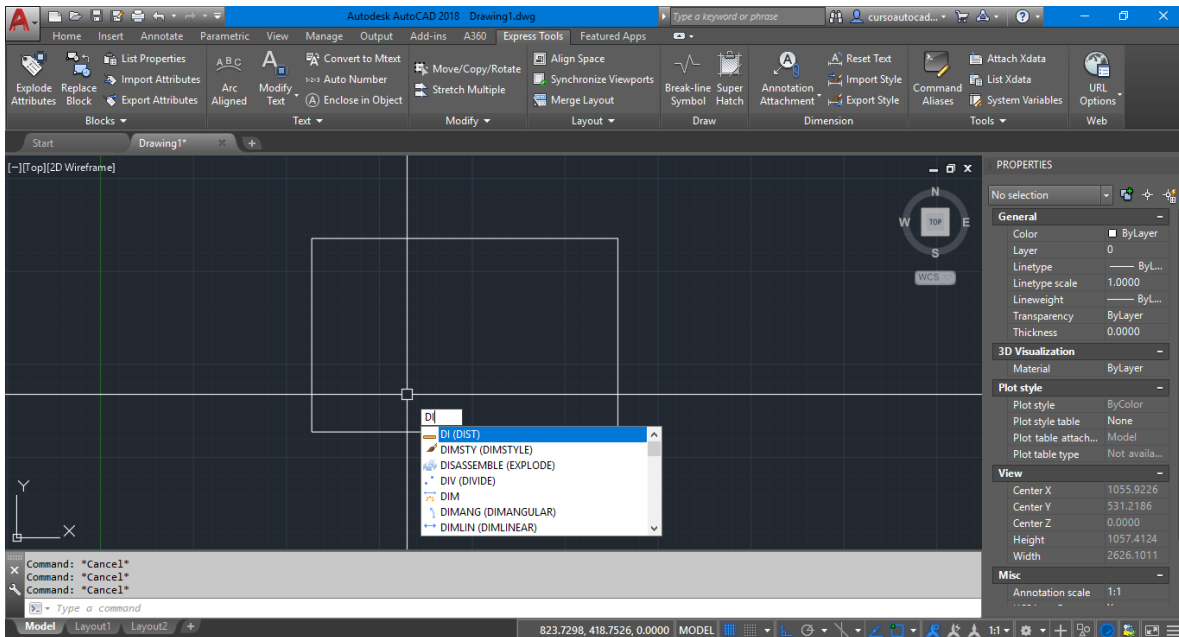 Autodesk AutoCAD 2018 Drawing1.dwg
Type a keyword or phrase
cursoautocad...
Home Insert Annotate Parametric View Manage Output Add-ins A360 Express Tools Featured Apps
Explode Attributes
Replace Block
List Properties
Import Attributes
Export Attributes
Blocks
ABC
Arc Aligned
A
Modify Text
Convert to Mtext
Auto Number
Enclose in Object
Text
Move/Copy/Rotate
Stretch Multiple
Modify
Align Space
Synchronize Viewports
Merge Layout
Layout
Break-line Symbol
Super Hatch
Draw
Annotation Attachment
Reset Text
Import Style
Export Style
Dimension
Command Aliases
Attach Xdata
List Xdata
System Variables
Tools
URL Options
Web
Start Drawing1*
[−][Top][2D Wireframe]
N
W TOP E
S
WCS
DI
DI (DIST)
DIMSTY (DIMSTYLE)
DISASSEMBLE (EXPLODE)
DIV (DIVIDE)
DIM
DIMANG (DIMANGULAR)
DIMLIN (DIMLINEAR)
Y
X
PROPERTIES
No selection
General
Color ByLayer
Layer 0
Linetype ByL...
Linetype scale 1.0000
Lineweight ByL...
Transparency ByLayer
Thickness 0.0000
3D Visualization
Material ByLayer
Plot style
Plot style ByColor
Plot style table None
Plot table attach... Model
Plot table type Not availa...
View
Center X 1055.9226
Center Y 531.2186
Center Z 0.0000
Height 1057.4124
Width 2626.1011
Misc
Annotation scale 1:1
Command: *Cancel*
Command: *Cancel*
Command: *Cancel*
Type a command
Model Layout1 Layout2 +
823.7298, 418.7526, 0.0000 MODEL 1:1